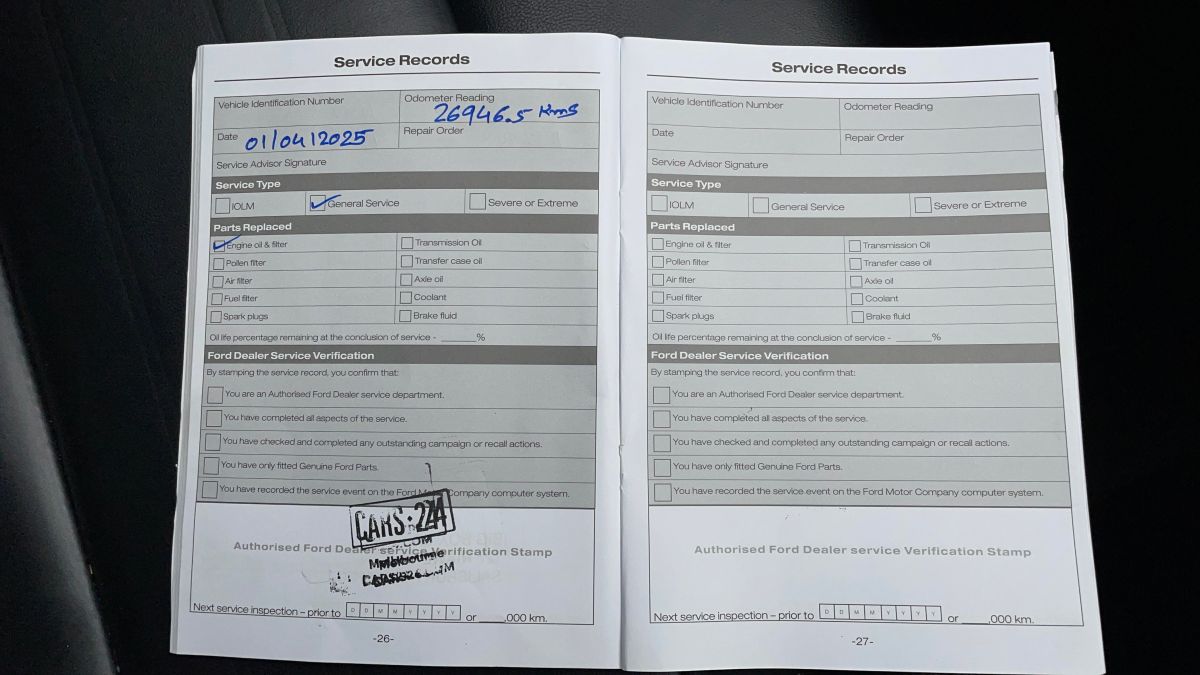 Service Records
Vehicle Identification Number
Odometer Reading
26946.5 Kms
Date 01/04/2025
Repair Order
Service Advisor Signature
Service Type
IOLM General Service Severe or Extreme
Parts Replaced
Engine oil & filter Transmission Oil
Pollen filter Transfer case oil
Air filter Axle oil
Fuel filter Coolant
Spark plugs Brake fluid
Oil life percentage remaining at the conclusion of service - ______%
Ford Dealer Service Verification
By stamping the service record, you confirm that:
You are an Authorised Ford Dealer service department.
You have completed all aspects of the service.
You have checked and completed any outstanding campaign or recall actions.
You have only fitted Genuine Ford Parts.
You have recorded the service event on the Ford Motor Company computer system.
CARS
Authorised Ford Dealer service Verification Stamp
Melbourne
Next service inspection – prior to D D M M Y Y Y Y or ____,000 km.
-26-
Service Records
Vehicle Identification Number
Odometer Reading
Date
Repair Order
Service Advisor Signature
Service Type
IOLM General Service Severe or Extreme
Parts Replaced
Engine oil & filter Transmission Oil
Pollen filter Transfer case oil
Air filter Axle oil
Fuel filter Coolant
Spark plugs Brake fluid
Oil life percentage remaining at the conclusion of service - ______%
Ford Dealer Service Verification
By stamping the service record, you confirm that:
You are an Authorised Ford Dealer service department.
You have completed all aspects of the service.
You have checked and completed any outstanding campaign or recall actions.
You have only fitted Genuine Ford Parts.
You have recorded the service event on the Ford Motor Company computer system.
Authorised Ford Dealer service Verification Stamp
Next service inspection – prior to D D M M Y Y Y Y or ____,000 km.
-27-